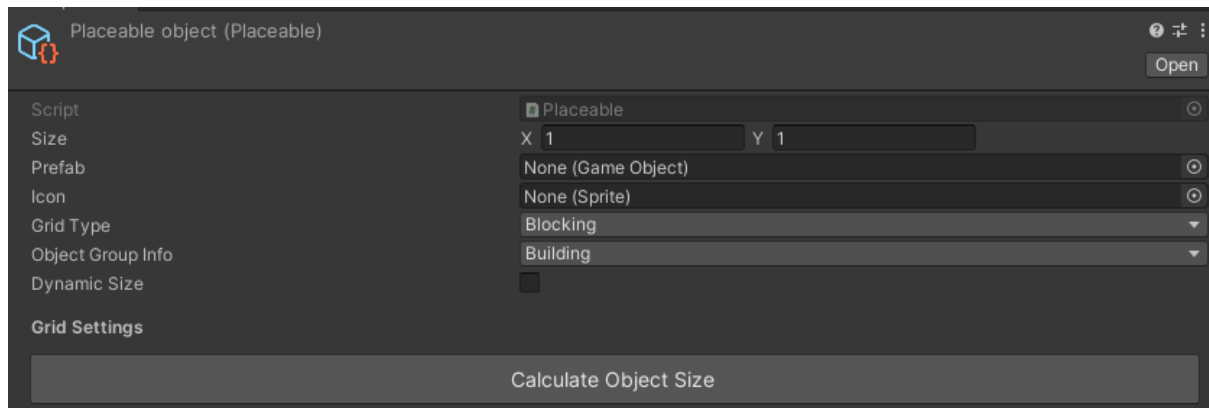 Placeable object (Placeable)
Open
Script Placeable
Size X 1 Y 1
Prefab None (Game Object)
Icon None (Sprite)
Grid Type Blocking
Object Group Info Building
Dynamic Size
Grid Settings
Calculate Object Size